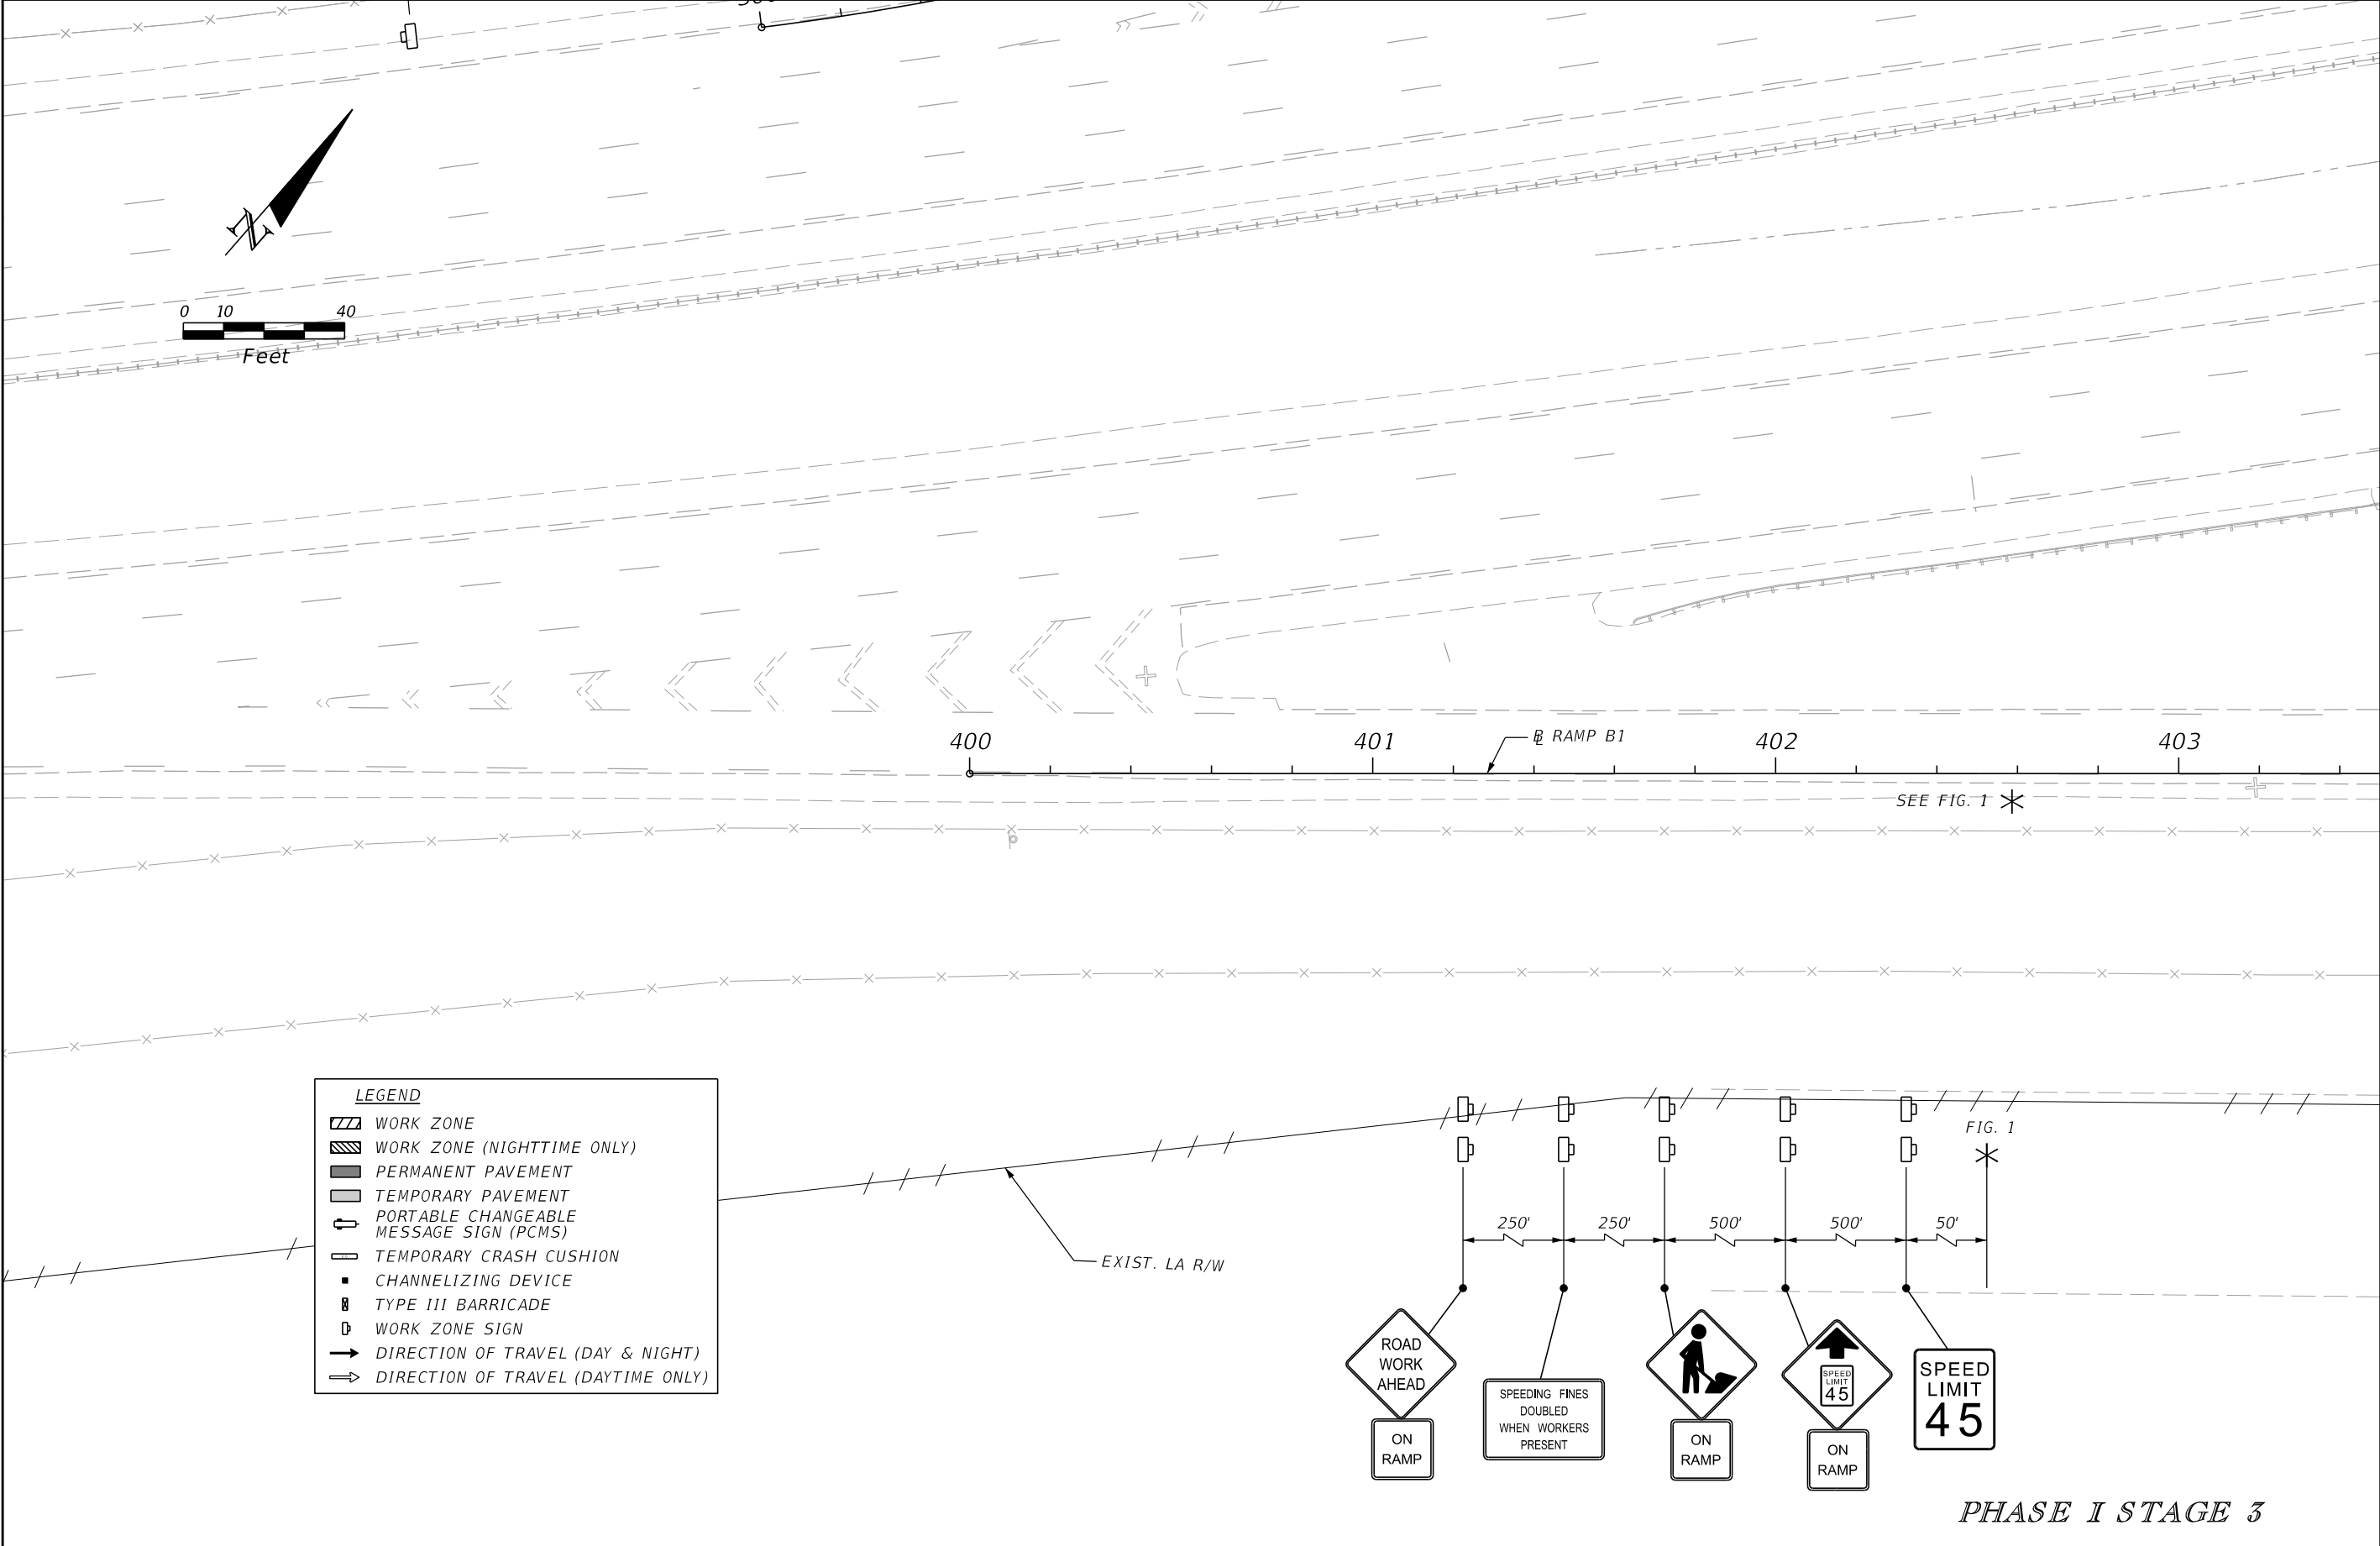 0 10 40
Feet
400 401 402 403
BL RAMP B1
SEE FIG. 1
LEGEND
WORK ZONE
WORK ZONE (NIGHTTIME ONLY)
PERMANENT PAVEMENT
TEMPORARY PAVEMENT
PORTABLE CHANGEABLE
MESSAGE SIGN (PCMS)
TEMPORARY CRASH CUSHION
CHANNELIZING DEVICE
TYPE III BARRICADE
WORK ZONE SIGN
DIRECTION OF TRAVEL (DAY & NIGHT)
DIRECTION OF TRAVEL (DAYTIME ONLY)
EXIST. LA R/W
FIG. 1
250' 250' 500' 500' 50'
ROAD
WORK
AHEAD
ON
RAMP
SPEEDING FINES
DOUBLED
WHEN WORKERS
PRESENT
ON
RAMP
SPEED
LIMIT
45
ON
RAMP
SPEED
LIMIT
45
PHASE I STAGE 3
N